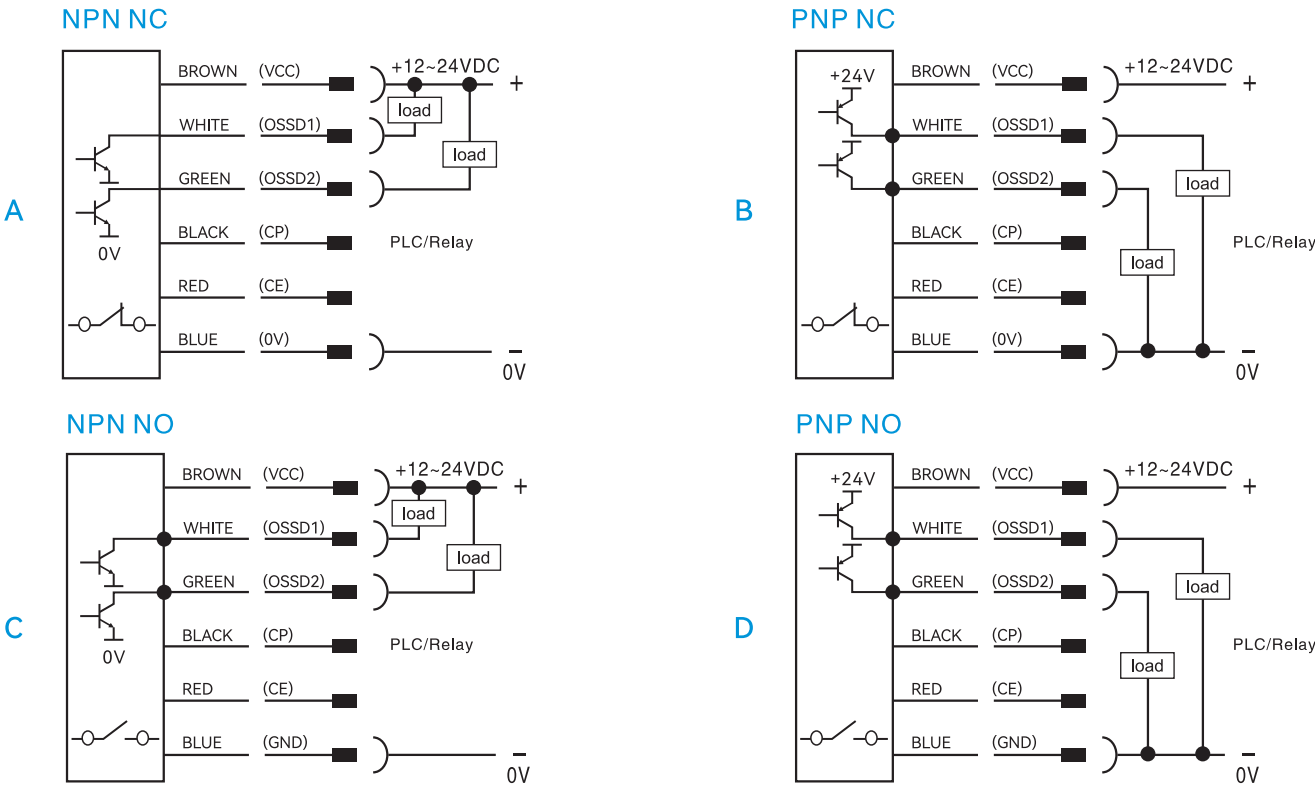 NPN NC
BROWN (VCC) +12~24VDC +
load
WHITE (OSSD1)
load
GREEN (OSSD2)
A
BLACK (CP) PLC/Relay
0V
RED (CE)
BLUE (0V) −
0V
PNP NC
+24V BROWN (VCC) +12~24VDC +
WHITE (OSSD1)
GREEN (OSSD2) load
B
BLACK (CP) PLC/Relay
load
RED (CE)
BLUE (0V) −
0V
NPN NO
BROWN (VCC) +12~24VDC +
load
WHITE (OSSD1)
load
GREEN (OSSD2)
C
BLACK (CP) PLC/Relay
0V
RED (CE)
BLUE (GND) −
0V
PNP NO
+24V BROWN (VCC) +12~24VDC +
WHITE (OSSD1)
GREEN (OSSD2) load
D
BLACK (CP) PLC/Relay
load
RED (CE)
BLUE (GND) −
0V